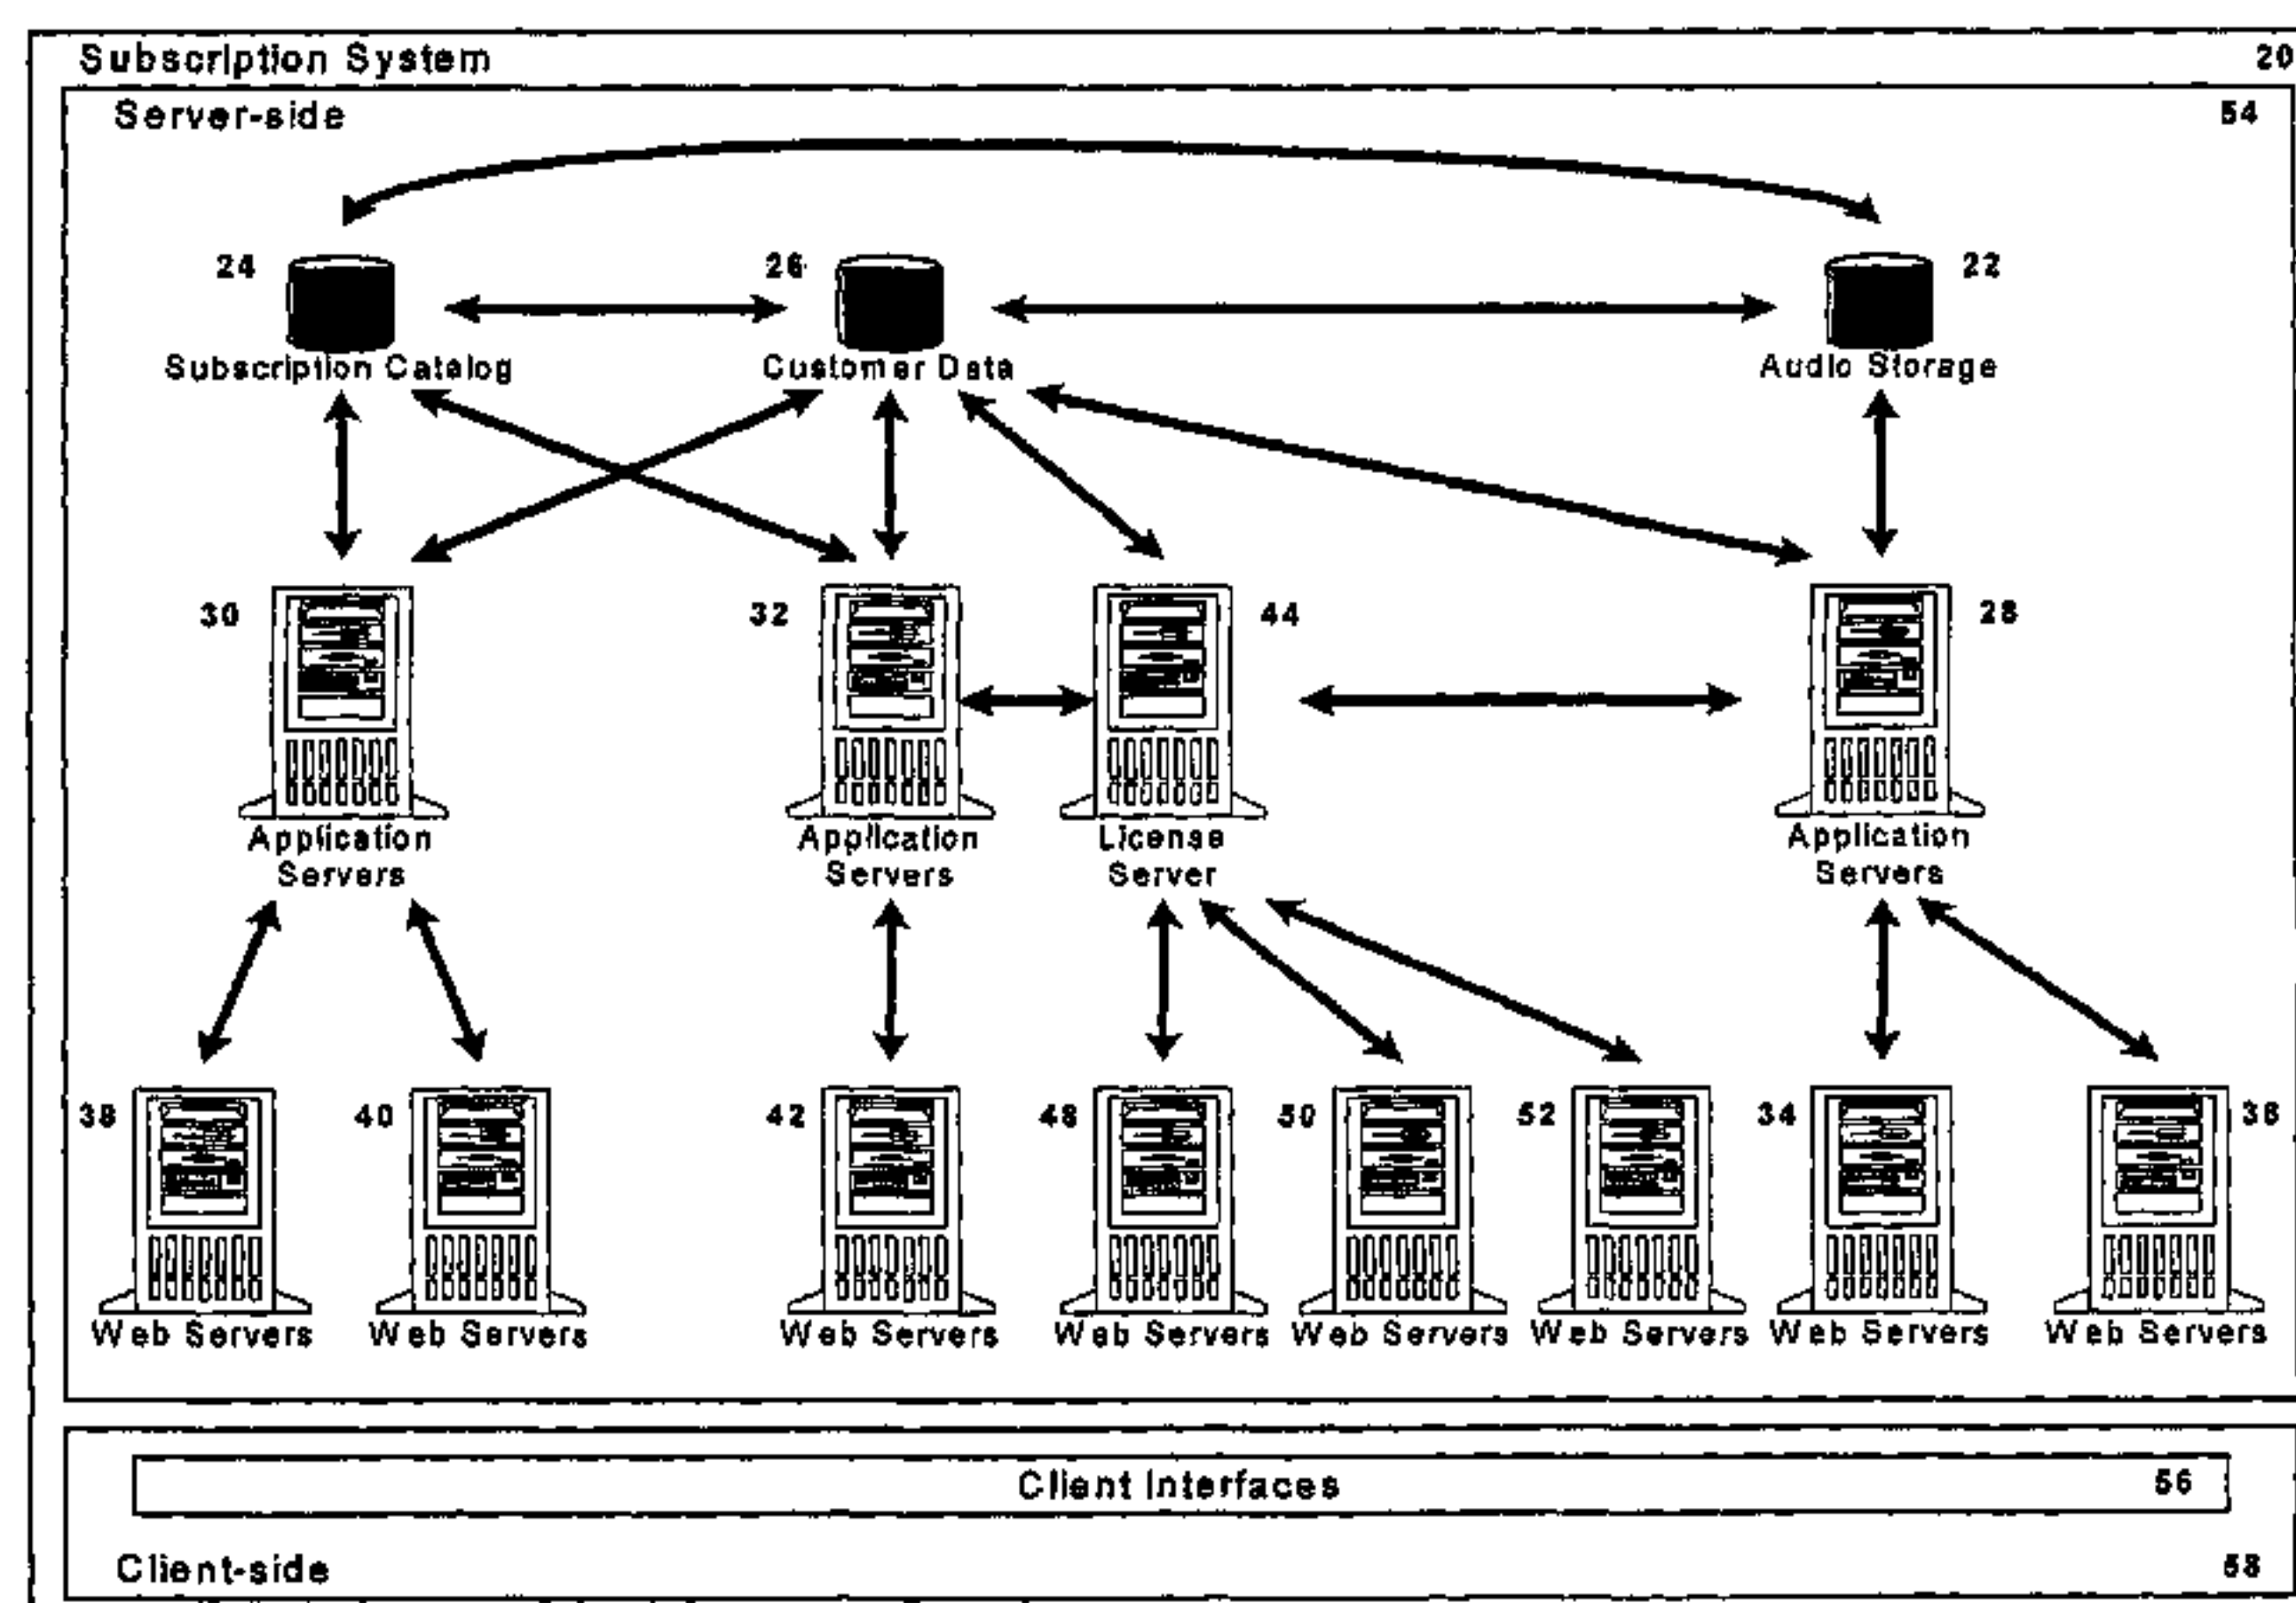 Subscription System 20
Server-side 54
24 26 22
Subscription Catalog Customer Data Audio Storage
30 32 44 28
Application Servers
Application Servers
License Server
Application Servers
38 40 42 48 50 52 34 36
Web Servers Web Servers Web Servers Web Servers Web Servers Web Servers Web Servers Web Servers
Client Interfaces 56
Client-side 58